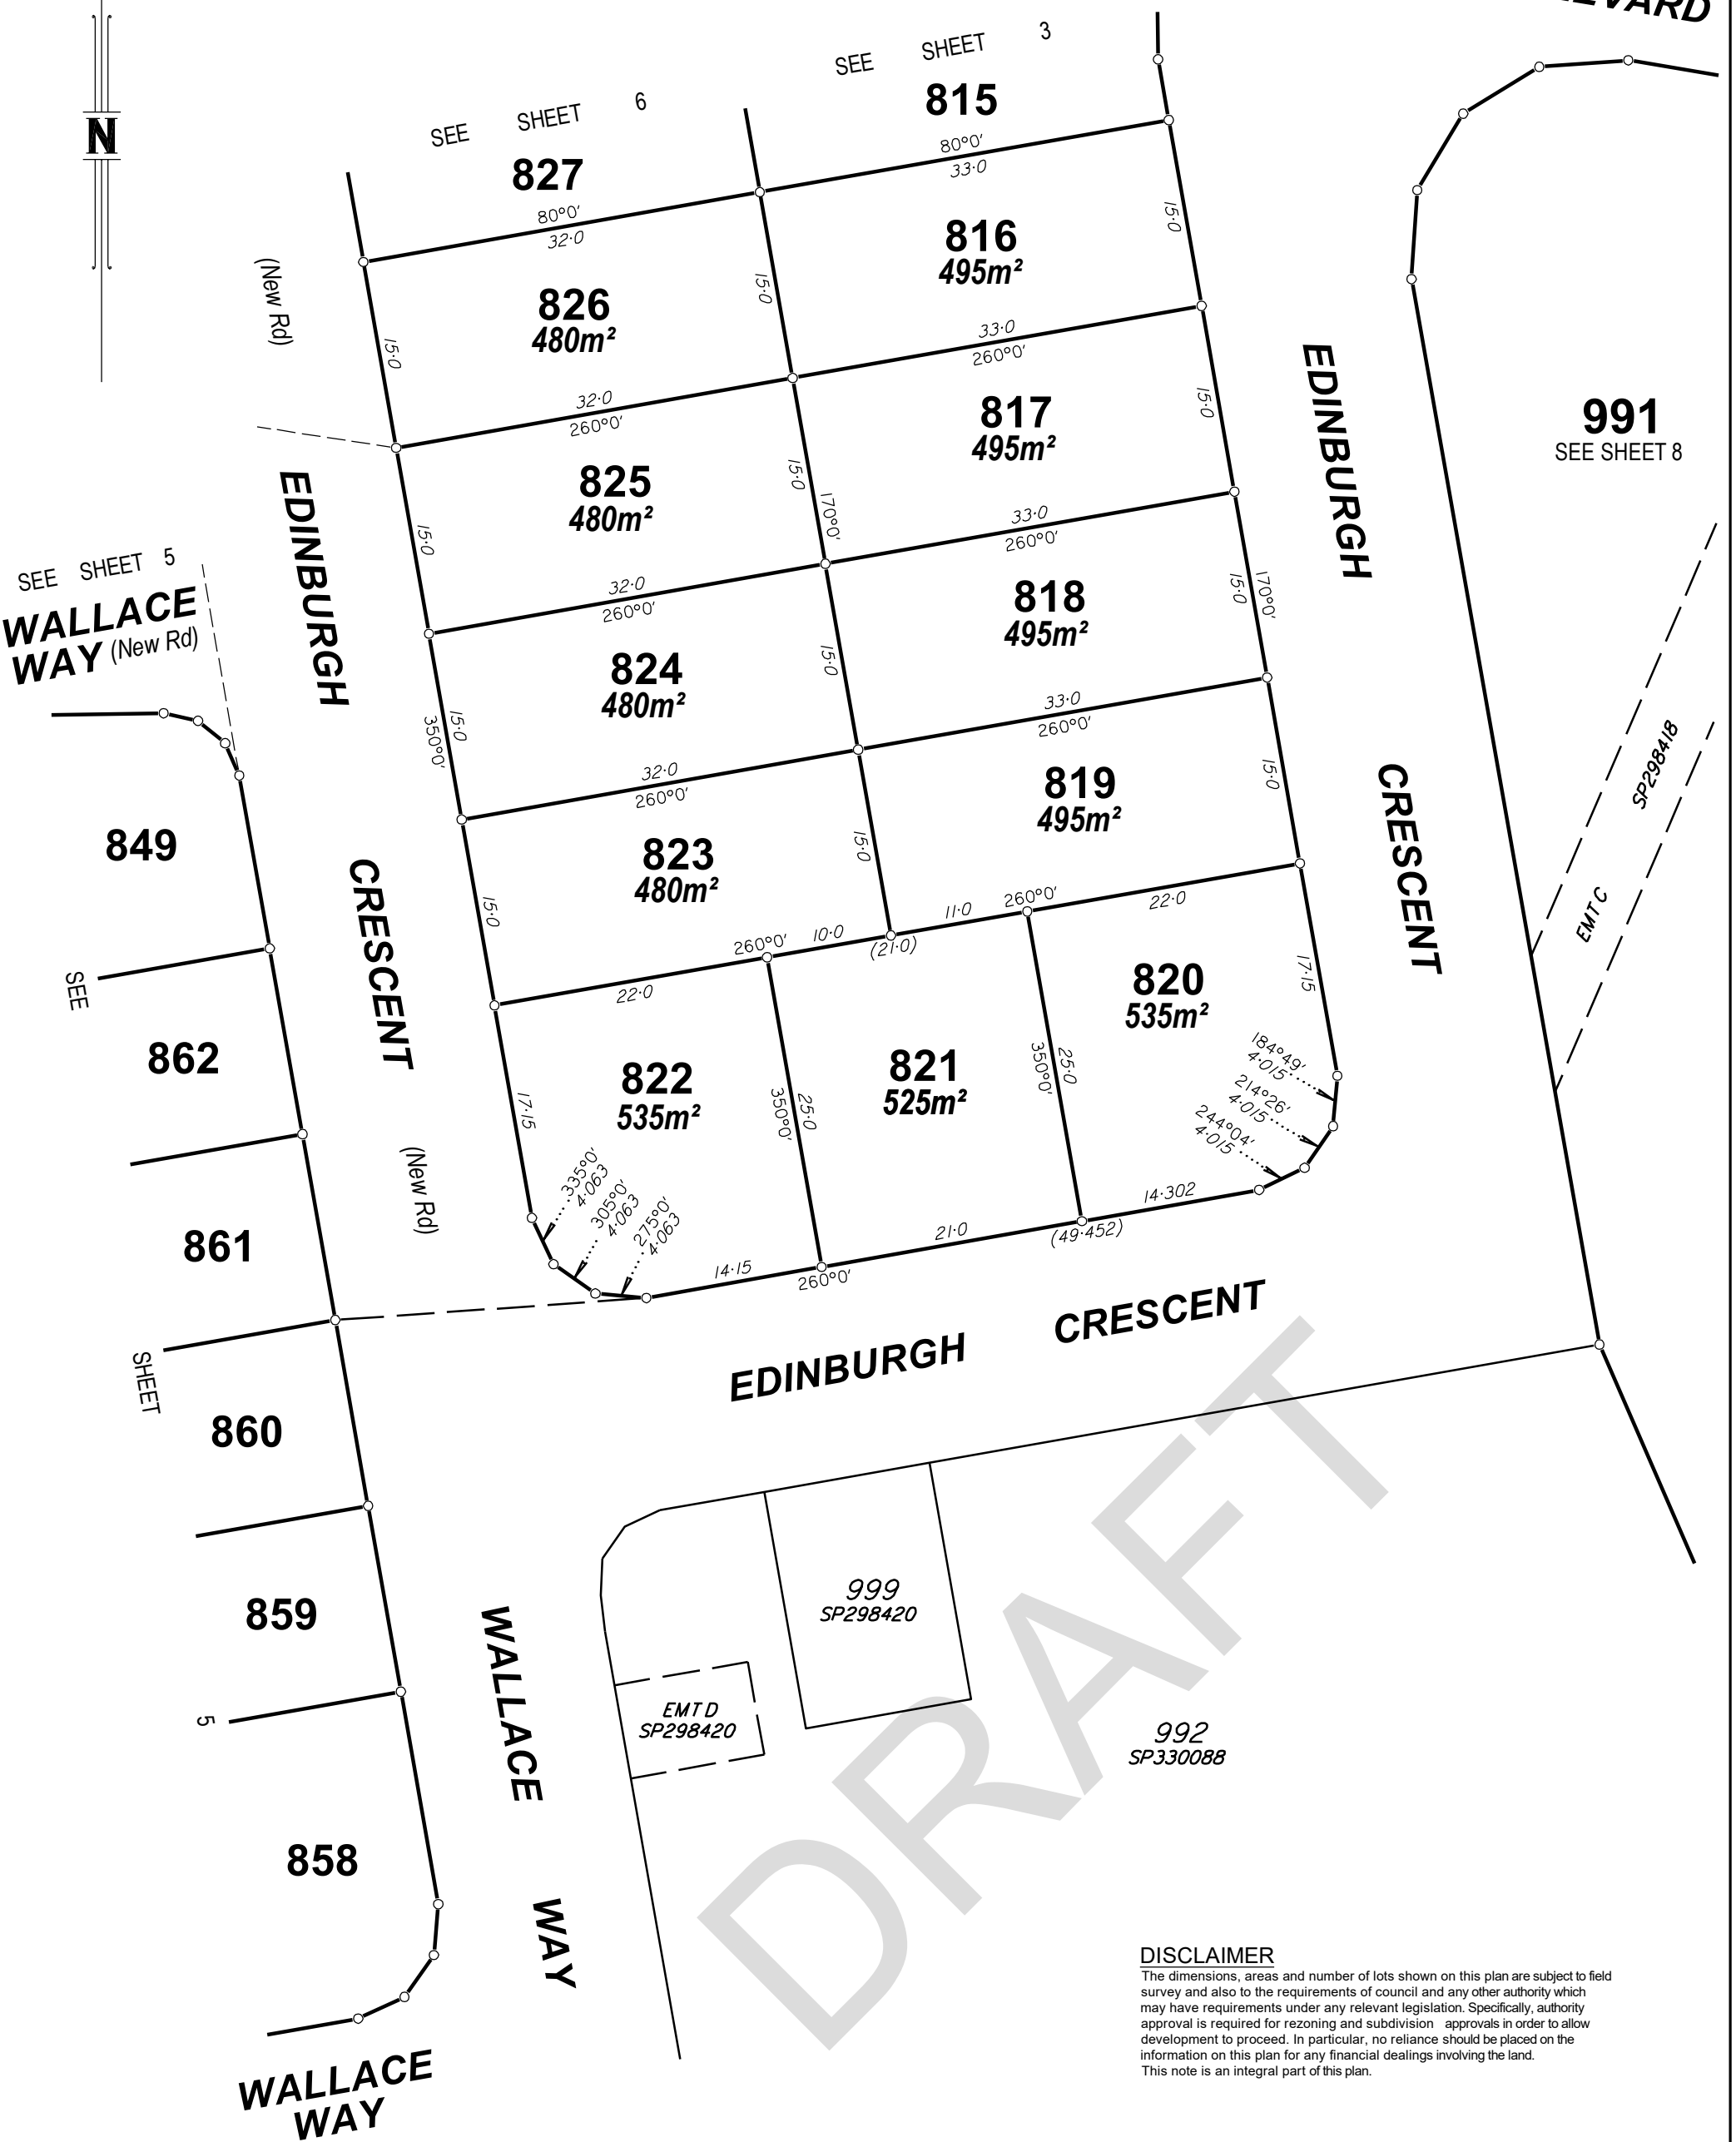 N
SEE SHEET 6
SEE SHEET 3
815
827
80°0'
33·0
80°0'
32·0
15·0
816
495m²
(New Rd)
826
480m²
15·0
15·0
33·0
260°0'
32·0
260°0'
EDINBURGH
817
495m²
15·0
991
SEE SHEET 8
EDINBURGH
825
480m²
15·0
15·0
170°0'
33·0
260°0'
SEE SHEET 5
WALLACE
WAY (New Rd)
32·0
260°0'
818
495m²
15·0
170°0'
824
480m²
15·0
350°0'
15·0
33·0
260°0'
SP298418
32·0
260°0'
819
495m²
15·0
CRESCENT
849
823
480m²
15·0
15·0
CRESCENT
EMT C
260°0'
10·0
(21·0)
11·0
260°0'
22·0
22·0
SEE
820
535m²
17·15
862
822
535m²
17·15
821
525m²
350°0'
25·0
350°0'
25·0
184°49'
4·015
214°26'
4·015
244°04'
4·015
(New Rd)
335°0'
4·063
305°0'
4·063
275°0'
4·063
861
14·302
21·0
(49·452)
14·15
260°0'
EDINBURGH CRESCENT
SHEET
860
DRAFT
999
SP298420
859
WALLACE
EMT D
SP298420
992
SP330088
5
858
WAY
WALLACE
WAY
DISCLAIMER
The dimensions, areas and number of lots shown on this plan are subject to field
survey and also to the requirements of council and any other authority which
may have requirements under any relevant legislation. Specifically, authority
approval is required for rezoning and subdivision approvals in order to allow
development to proceed. In particular, no reliance should be placed on the
information on this plan for any financial dealings involving the land.
This note is an integral part of this plan.